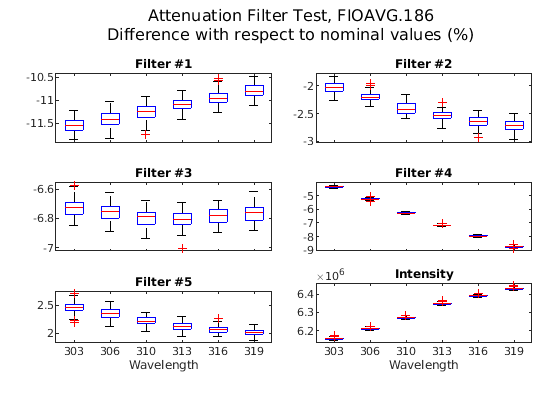 Attenuation Filter Test, FIOAVG.186
Difference with respect to nominal values (%)
Filter #1
-10.5
-11
-11.5
Filter #2
-2
-2.5
-3
Filter #3
-6.6
-6.8
-7
Filter #4
-5
-6
-7
-8
-9
Filter #5
2.5
2
303 306 310 313 316 319
Wavelength
Intensity
×10^6
6.4
6.3
6.2
303 306 310 313 316 319
Wavelength